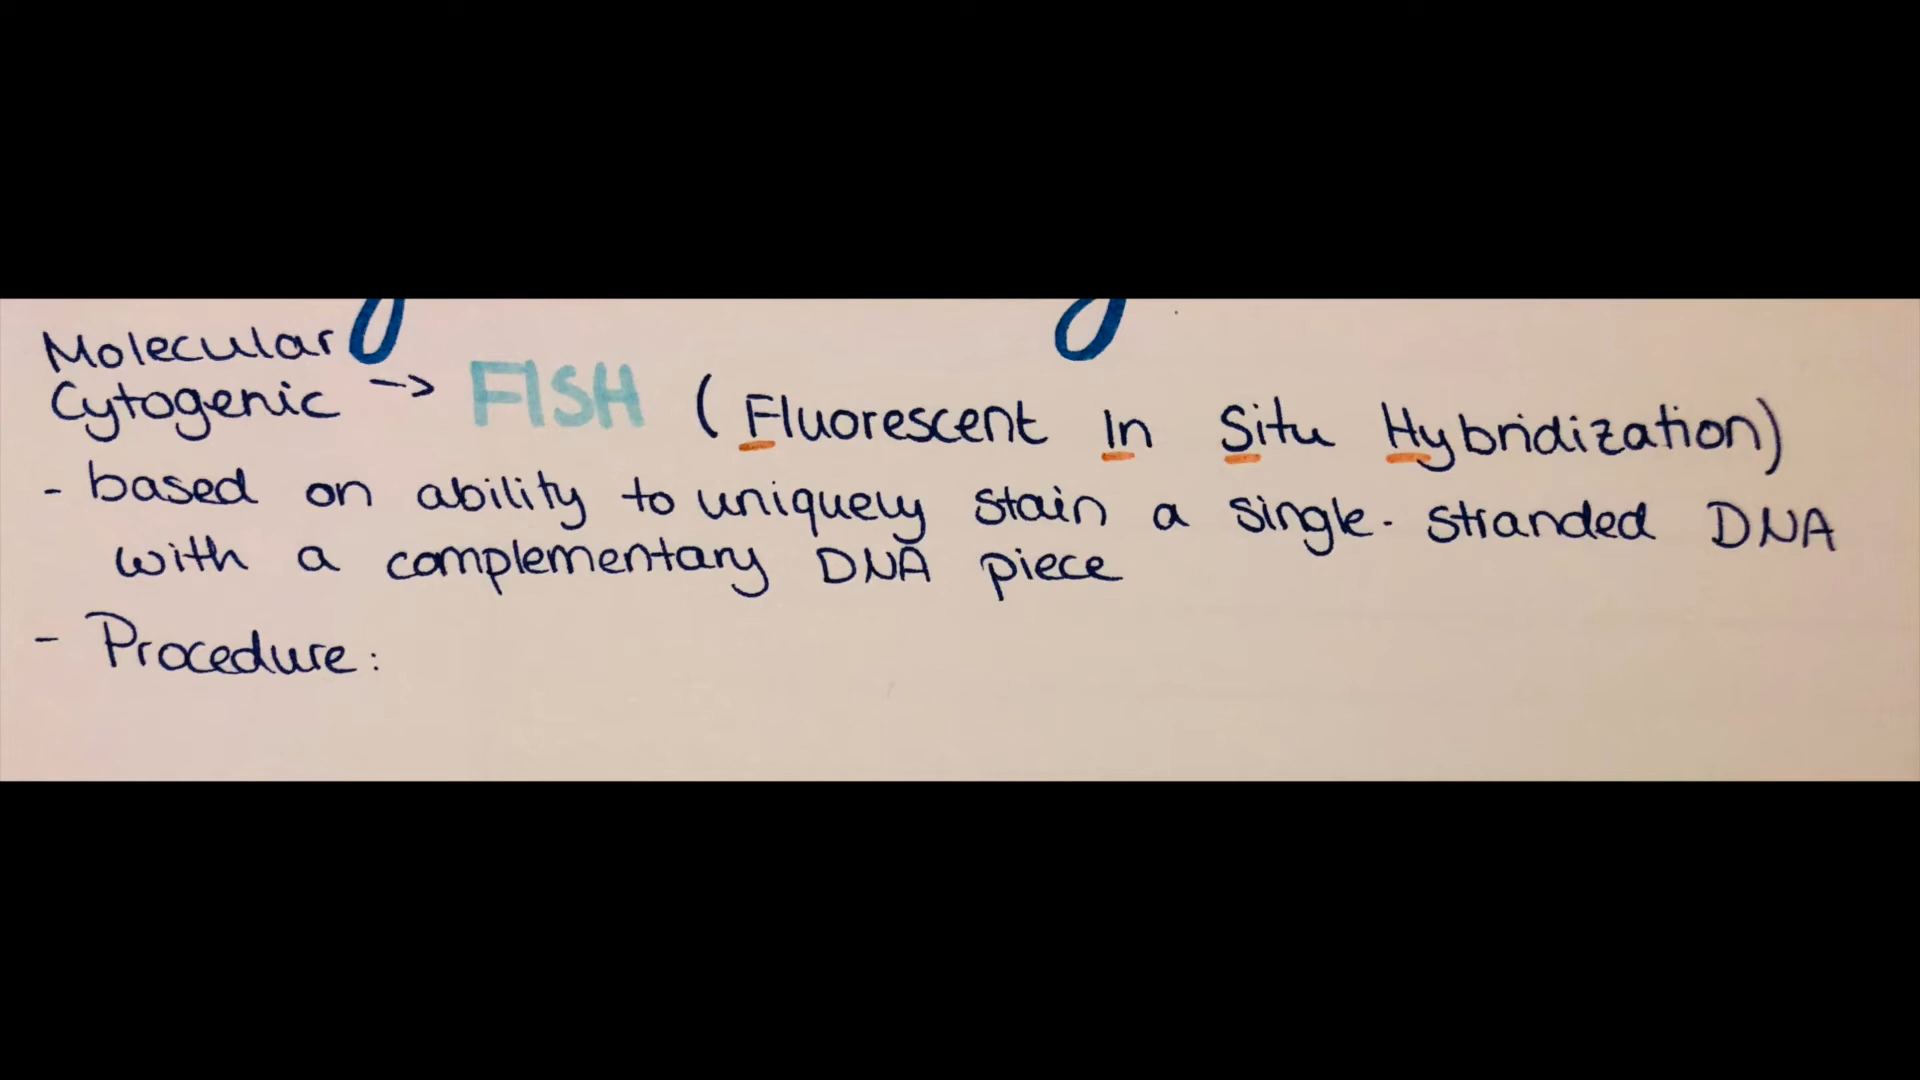 Molecular
Cytogenic -> FISH (Fluorescent In Situ Hybridization)
- based on ability to uniquely stain a single-stranded DNA
with a complementary DNA piece
- Procedure: